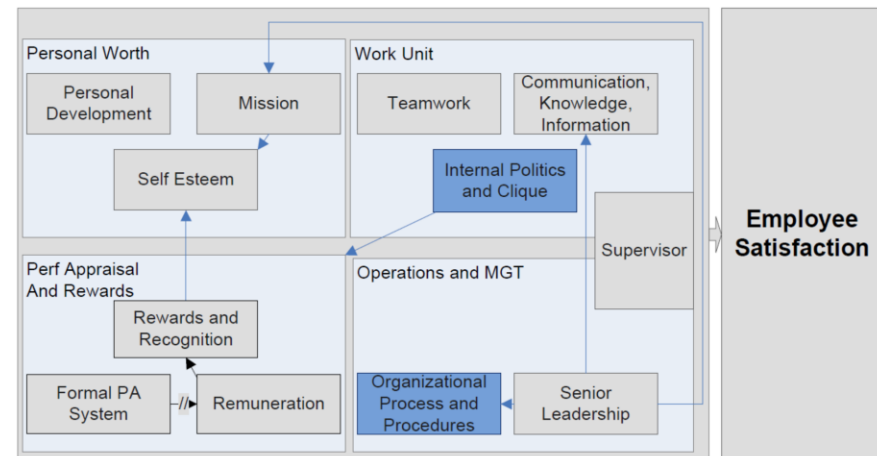 Personal Worth
Personal
Development
Mission
Self Esteem
Work Unit
Teamwork
Communication,
Knowledge,
Information
Internal Politics
and Clique
Supervisor
Perf Appraisal
And Rewards
Rewards and
Recognition
Formal PA
System
//
Remuneration
Operations and MGT
Organizational
Process and
Procedures
Senior
Leadership
Employee
Satisfaction